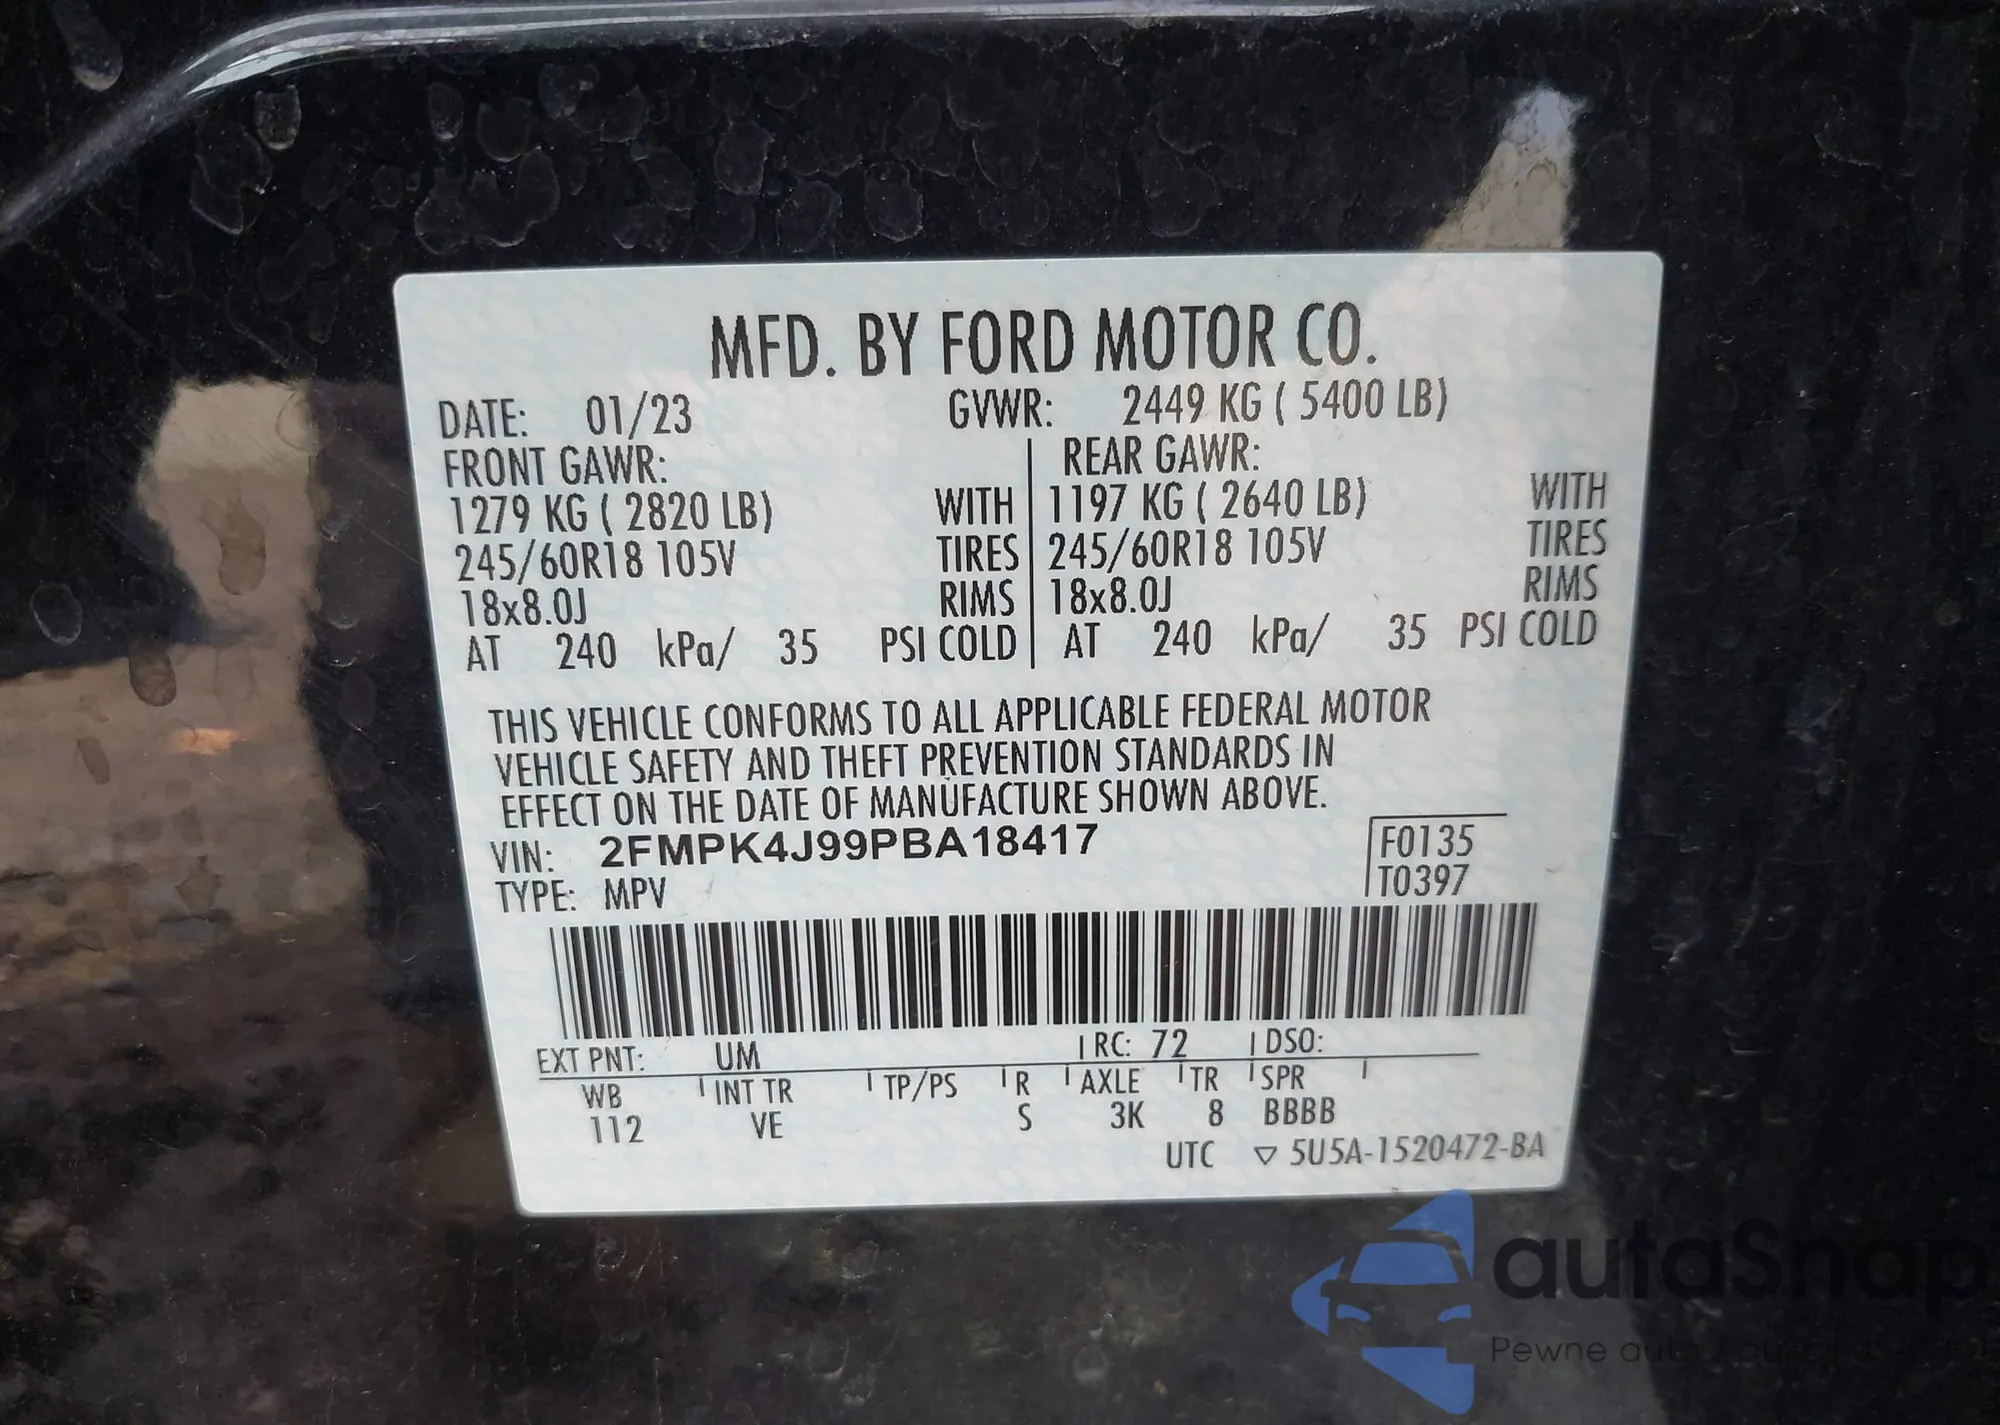 MFD. BY FORD MOTOR CO.
DATE: 01/23 GVWR: 2449 KG ( 5400 LB)
FRONT GAWR: REAR GAWR:
1279 KG ( 2820 LB) WITH 1197 KG ( 2640 LB) WITH
245/60R18 105V TIRES 245/60R18 105V TIRES
18x8.0J RIMS 18x8.0J RIMS
AT 240 kPa/ 35 PSI COLD AT 240 kPa/ 35 PSI COLD
THIS VEHICLE CONFORMS TO ALL APPLICABLE FEDERAL MOTOR
VEHICLE SAFETY AND THEFT PREVENTION STANDARDS IN
EFFECT ON THE DATE OF MANUFACTURE SHOWN ABOVE.
VIN: 2FMPK4J99PBA18417 F0135
TYPE: MPV T0397
EXT PNT: UM RC: 72 DSO:
WB INT TR TP/PS R AXLE TR SPR
112 VE S 3K 8 BBBB
UTC ▽ 5U5A-1520472-BA
autaSnap
Pewne auta